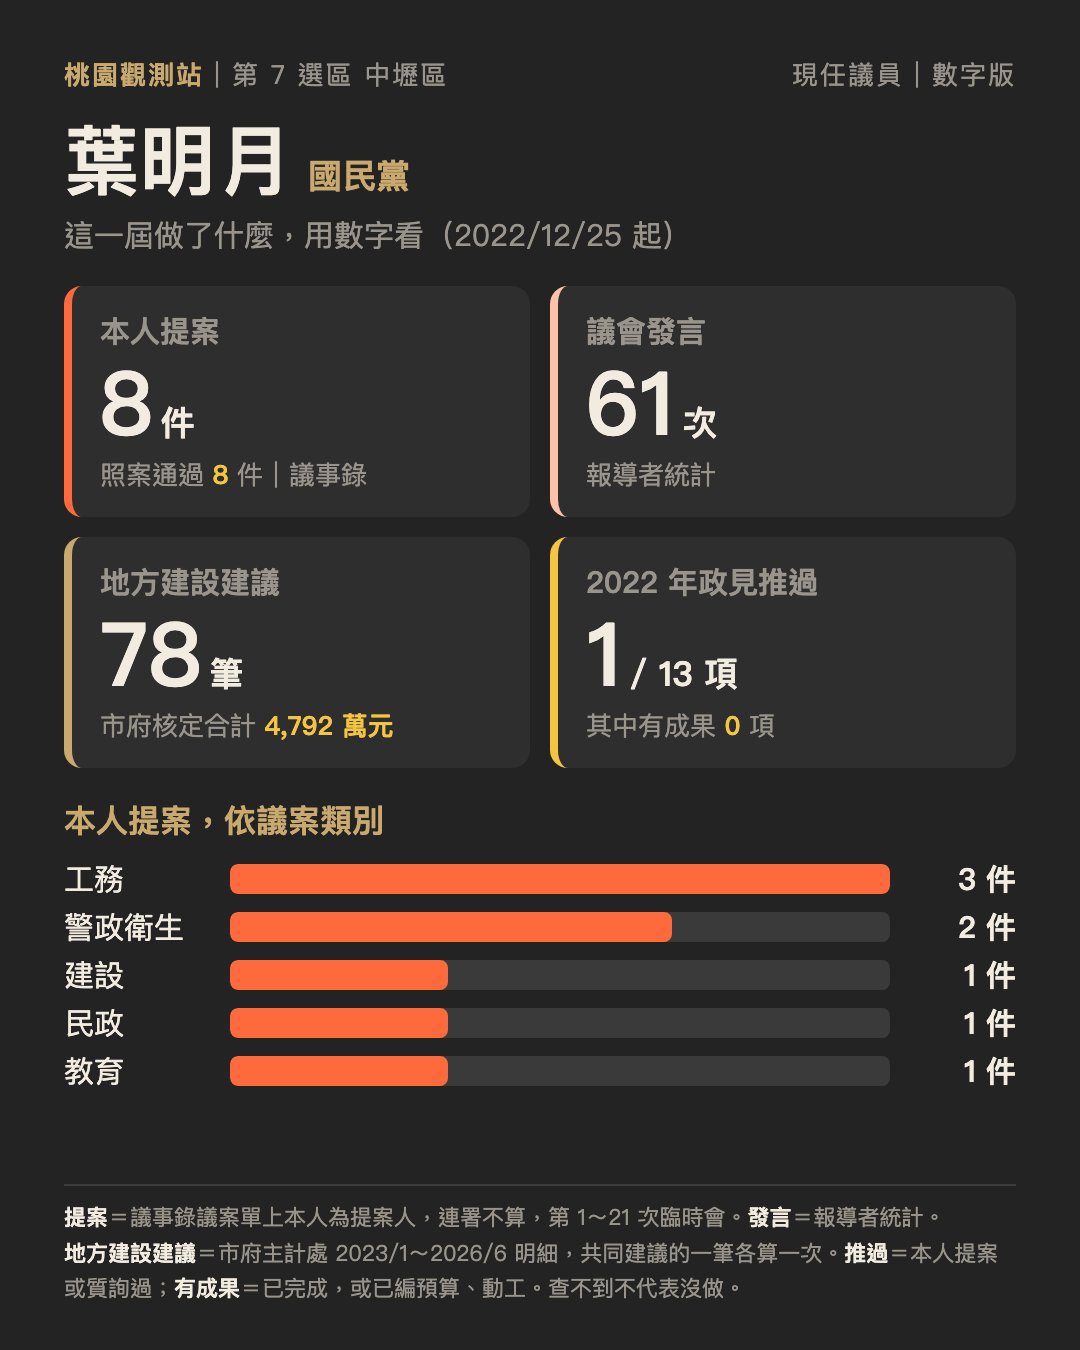 桃園觀測站｜第 7 選區 中壢區
現任議員｜數字版
葉明月 國民黨
這一屆做了什麼，用數字看（2022/12/25 起）
本人提案
8 件
照案通過 8 件｜議事錄
議會發言
61 次
報導者統計
地方建設建議
78 筆
市府核定合計 4,792 萬元
2022 年政見推過
1 / 13 項
其中有成果 0 項
本人提案，依議案類別
工務 3 件
警政衛生 2 件
建設 1 件
民政 1 件
教育 1 件
提案＝議事錄議案單上本人為提案人，連署不算，第 1～21 次臨時會。發言＝報導者統計。
地方建設建議＝市府主計處 2023/1～2026/6 明細，共同建議的一筆各算一次。推過＝本人提案
或質詢過；有成果＝已完成，或已編預算、動工。查不到不代表沒做。